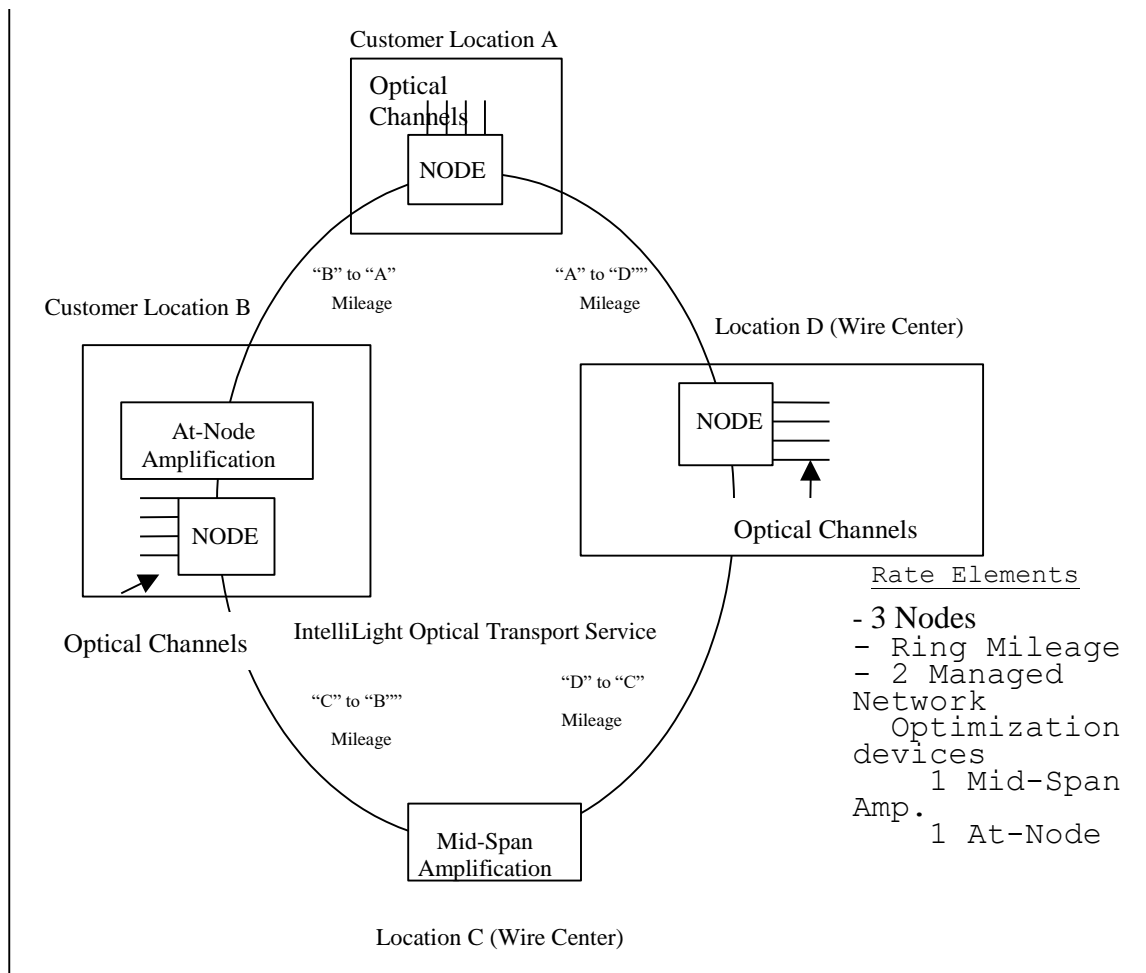 Customer Location A
Optical
Channels
NODE
“B” to “A”
Mileage
“A” to “D””
Mileage
Customer Location B
Location D (Wire Center)
At-Node
Amplification
NODE
NODE
Optical Channels
Optical Channels
IntelliLight Optical Transport Service
“C” to “B””
Mileage
“D” to “C”
Mileage
Mid-Span
Amplification
Location C (Wire Center)
Rate Elements
- 3 Nodes
- Ring Mileage
- 2 Managed
Network
Optimization
devices
1 Mid-Span
Amp.
1 At-Node